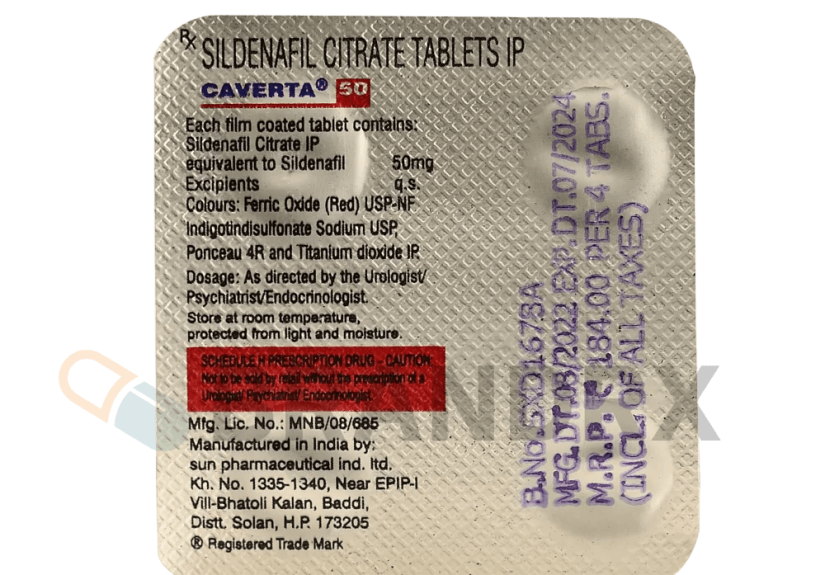 Rx SILDENAFIL CITRATE TABLETS IP
CAVERTA® 50
Each film coated tablet contains:
Sildenafil Citrate IP
equivalent to Sildenafil 50mg
Excipients q.s.
Colours: Ferric Oxide (Red) USP-NF
Indigotindisulfonate Sodium USP,
Ponceau 4R and Titanium dioxide IP.
Dosage: As directed by the Urologist/
Psychiatrist/Endocrinologist.
Store at room temperature,
protected from light and moisture.
SCHEDULE H PRESCRIPTION DRUG – CAUTION
Not to be sold by retail without the prescription of a
Urologist/ Psychiatrist/ Endocrinologist.
Mfg. Lic. No.: MNB/08/685
Manufactured in India by:
sun pharmaceutical ind. ltd.
Kh. No. 1335-1340, Near EPIP-I
Vill-Bhatoli Kalan, Baddi,
Distt. Solan, H.P. 173205
® Registered Trade Mark
B.No.
MFG.DT.08/2022 EXP.DT.07/2024
M.R.P.₹ 184.00 PER 4 TABS.
(INCL.OF ALL TAXES)